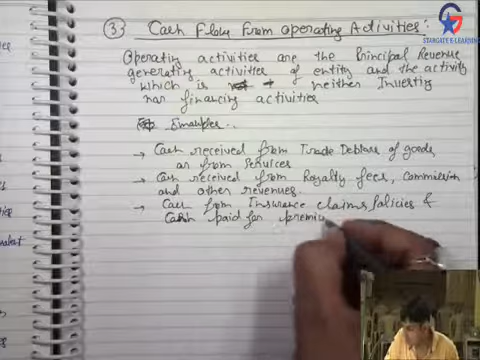 STARGATE E-LEARNING
③ Cash Flow From Operating Activities:
Operating activities are the Principal Revenue
generating activities of entity and the activity
which is neither Investing
nor financing activities
Examples..
→ Cash received from Trade Debtors of goods
or from services
→ Cash received from Royalty fees, commission
and other revenues.
→ Cash from Insurance claims, Policies &
Cash paid for premiu